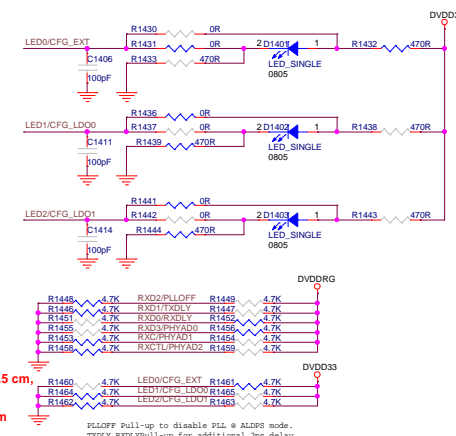 R1430 0R
LED0/CFG_EXT R1431 0R 2 D1401 1 R1432 470R
R1433 470R
C1406 LED_SINGLE
0805
100pF
R1436 0R
LED1/CFG_LDO0 R1437 0R 2 D1402 1 R1438 470R
R1439 470R
C1411 LED_SINGLE
0805
100pF
R1441 0R
LED2/CFG_LDO1 R1442 0R 2 D1403 1 R1443 470R
R1444 470R
C1414 LED_SINGLE
0805
100pF
DVDDRG
R1448 4.7K RXD2/PLLOFF R1449 4.7K
R1446 4.7K RXD1/TXDLY R1447 4.7K
R1451 4.7K RXD0/RXDLY R1452 4.7K
R1455 4.7K RXD3/PHYAD0 R1456 4.7K
R1453 4.7K RXC/PHYAD1 R1454 4.7K
R1458 4.7K RXCTL/PHYAD2 R1459 4.7K
DVDD33
5 cm,
R1460 4.7K LED0/CFG_EXT R1461 4.7K
R1464 4.7K LED1/CFG_LDO0 R1465 4.7K
R1462 4.7K LED2/CFG_LDO1 R1463 4.7K
m
PLLOFF Pull-up to disable PLL @ ALDPS mode.
TXDLY RXDLYPull-up for additional 2ns delay